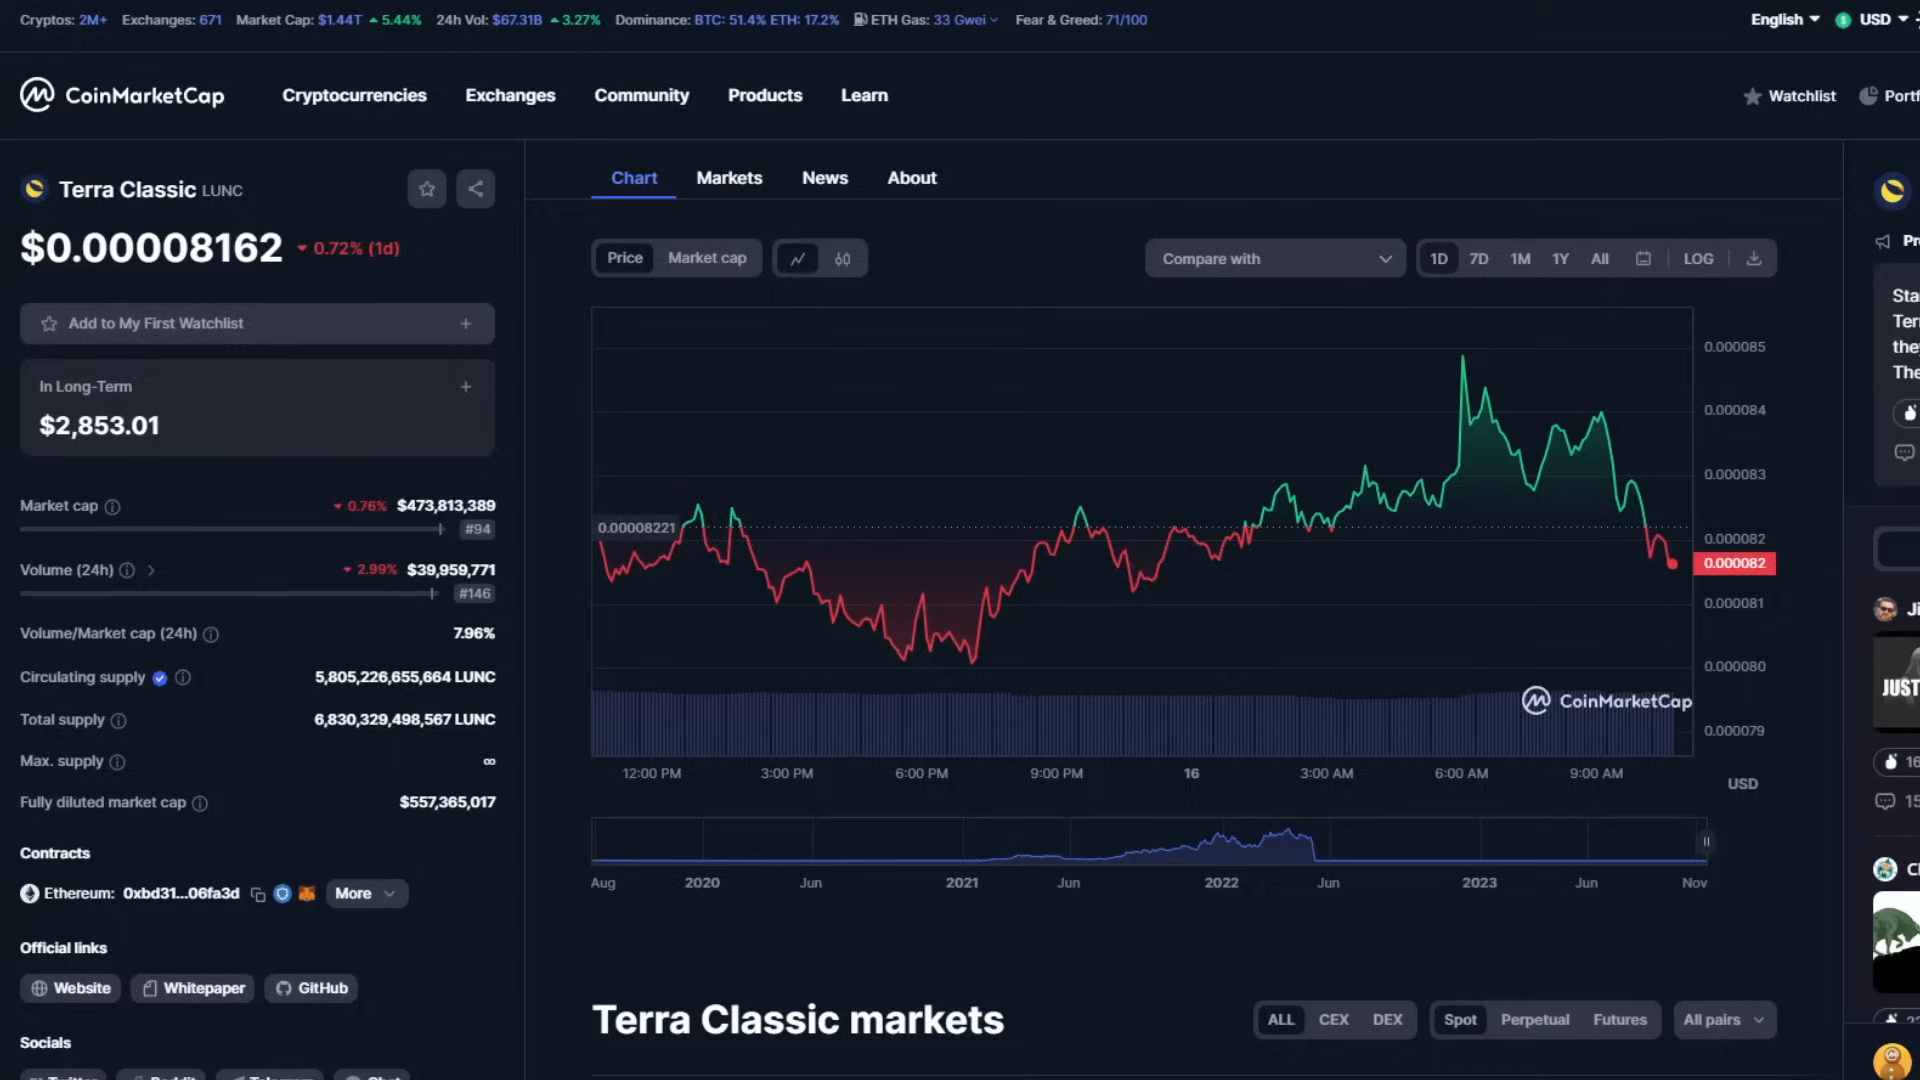 Cryptos: 2M+ Exchanges: 671 Market Cap: $1.44T 5.44% 24h Vol: $67.31B 3.27% Dominance: BTC: 51.4% ETH: 17.2% ETH Gas: 33 Gwei Fear & Greed: 71/100
English USD
CoinMarketCap
Cryptocurrencies Exchanges Community Products Learn
Watchlist
Terra Classic LUNC
$0.00008162 0.72% (1d)
Add to My First Watchlist +
In Long-Term +
$2,853.01
Market cap 0.76% $473,813,389
#94
Volume (24h) 2.99% $39,959,771
#146
Volume/Market cap (24h) 7.96%
Circulating supply 5,805,226,655,664 LUNC
Total supply 6,830,329,498,567 LUNC
Max. supply ∞
Fully diluted market cap $557,365,017
Contracts
Ethereum: 0xbd31...06fa3d More
Official links
Website Whitepaper GitHub
Socials
Chart Markets News About
Price Market cap
Compare with
1D 7D 1M 1Y All LOG
0.000085
0.000084
0.000083
0.00008221
0.000082
0.000082
0.000081
0.000080
CoinMarketCap
0.000079
12:00 PM 3:00 PM 6:00 PM 9:00 PM 16 3:00 AM 6:00 AM 9:00 AM
USD
Aug 2020 Jun 2021 Jun 2022 Jun 2023 Jun Nov
Terra Classic markets
ALL CEX DEX Spot Perpetual Futures All pairs
JUST